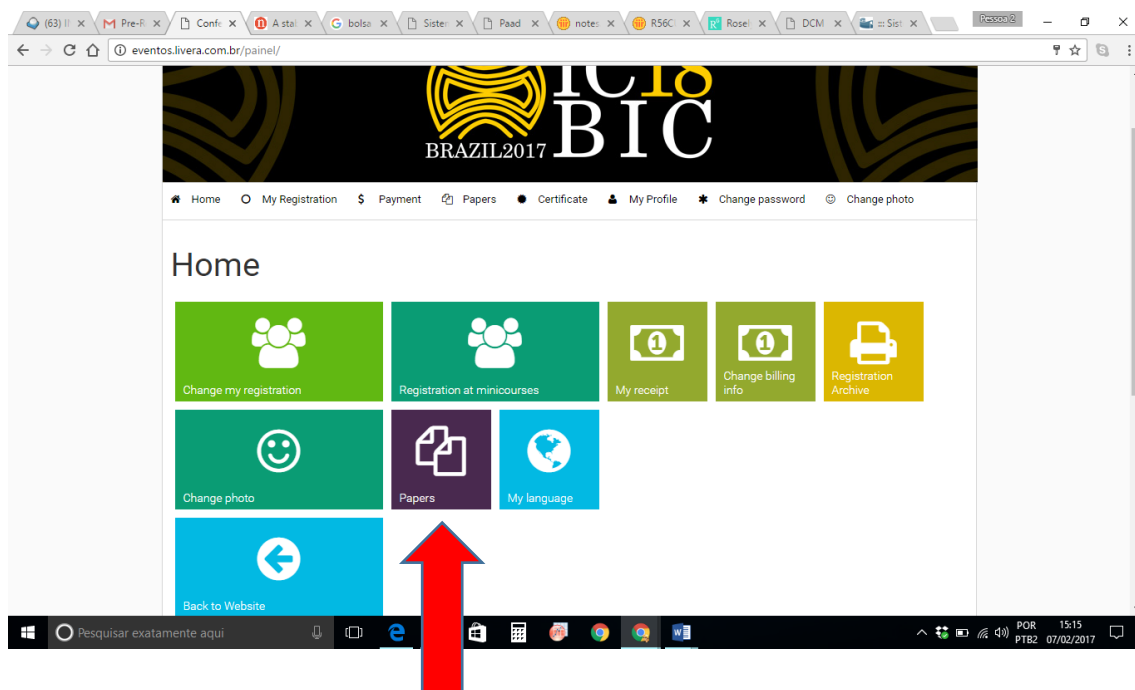 (63) I
Pre-R
Confe
A stal
bolsa
Sister
Paad
notes
R56C
Rosel
DCM
::: Sist
Pessoa 2
eventos.livera.com.br/painel/
IC18
BRAZIL2017 BIC
Home My Registration $ Payment Papers Certificate My Profile Change password Change photo
Home
Change my registration
Registration at minicourses
1
My receipt
1
Change billing
info
Registration
Archive
Change photo
Papers
My language
Back to Website
Pesquisar exatamente aqui
POR
PTB2
15:15
07/02/2017